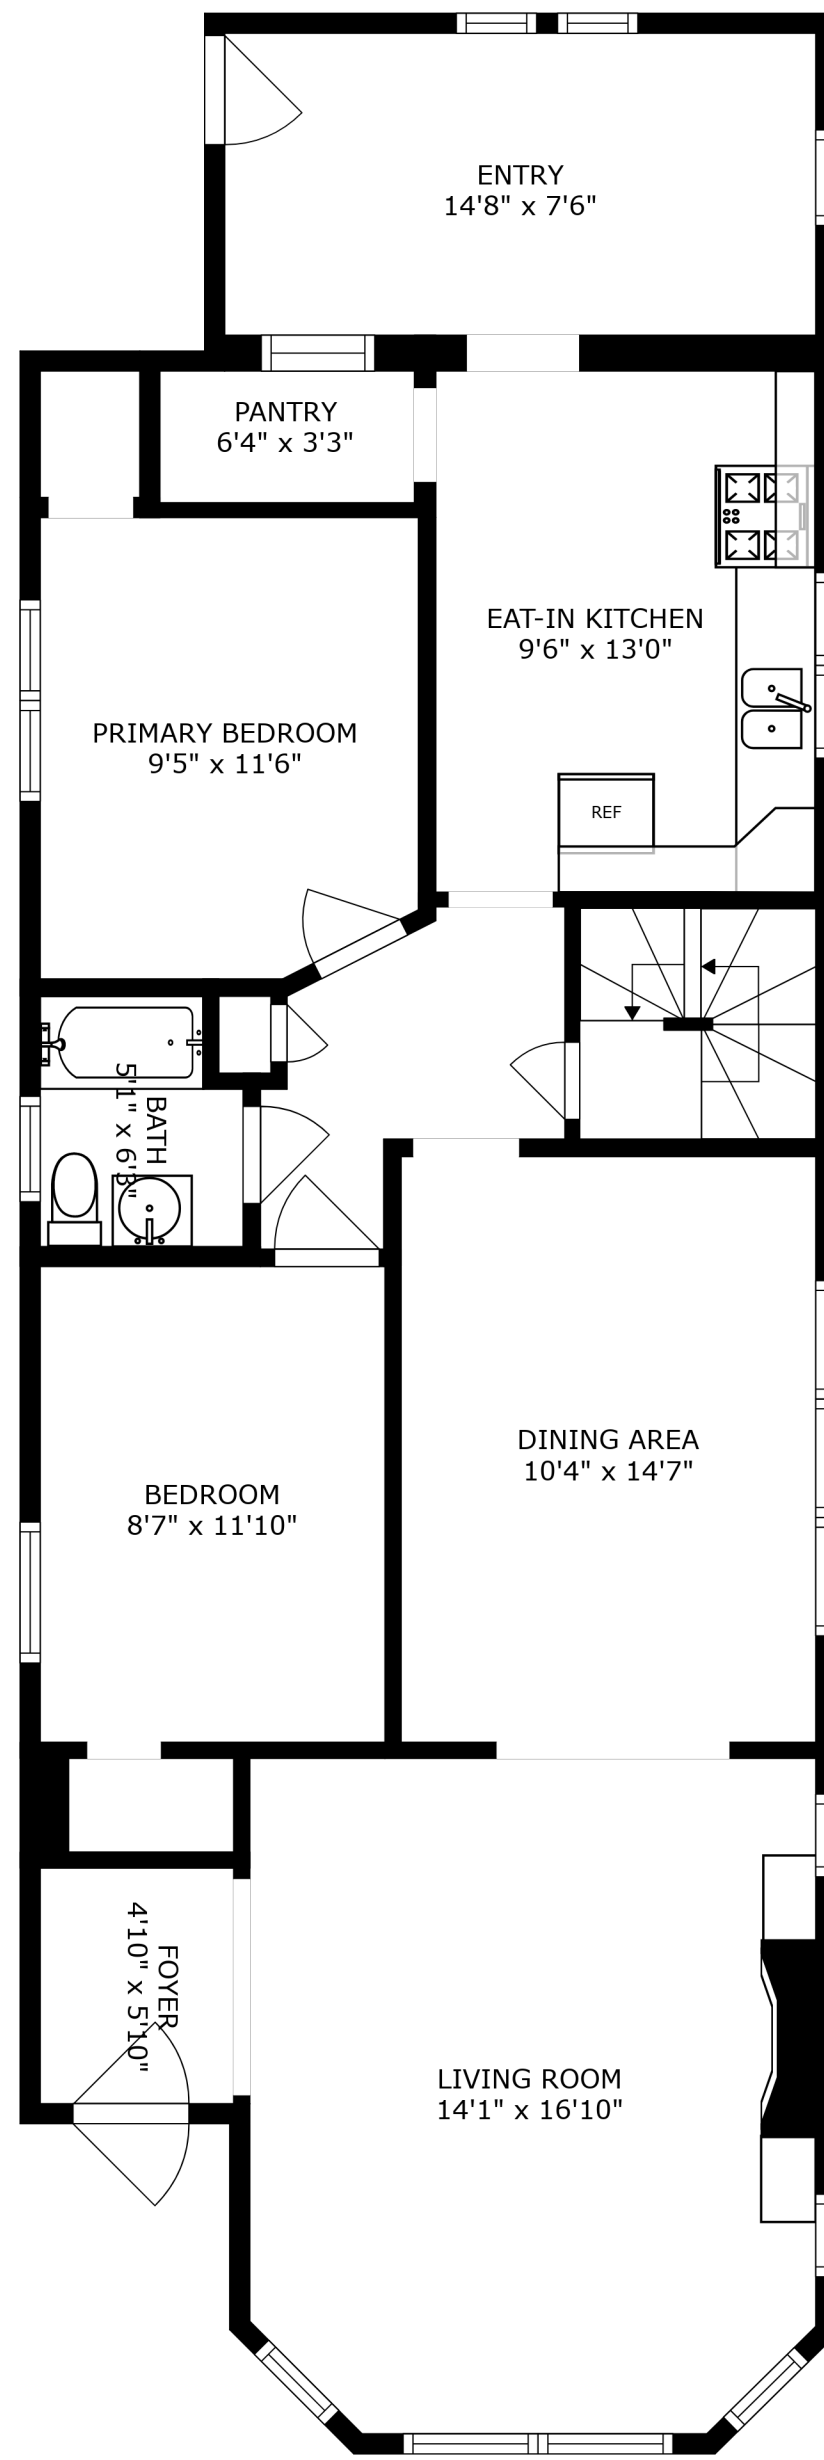 ENTRY
14'8" x 7'6"
PANTRY
6'4" x 3'3"
EAT-IN KITCHEN
9'6" x 13'0"
PRIMARY BEDROOM
9'5" x 11'6"
REF
BATH
5'1" x 6'3"
DINING AREA
10'4" x 14'7"
BEDROOM
8'7" x 11'10"
FOYER
4'10" x 5'10"
LIVING ROOM
14'1" x 16'10"